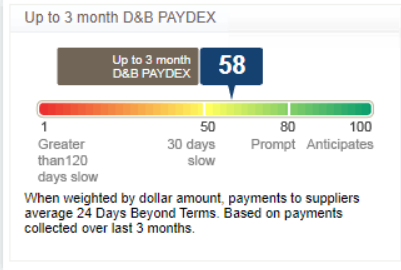 Up to 3 month D&B PAYDEX
Up to 3 month
D&B PAYDEX
58
1 50 80 100
Greater than120 days slow
30 days slow
Prompt
Anticipates
When weighted by dollar amount, payments to suppliers
average 24 Days Beyond Terms. Based on payments
collected over last 3 months.